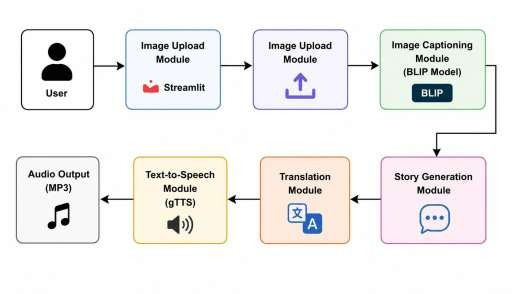 User
Image Upload
Module
Streamlit
Image Upload
Module
Image Captioning
Module
(BLIP Model)
BLIP
Story Generation
Module
Translation
Module
文
A
Text-to-Speech
Module
(gTTS)
Audio Output
(MP3)